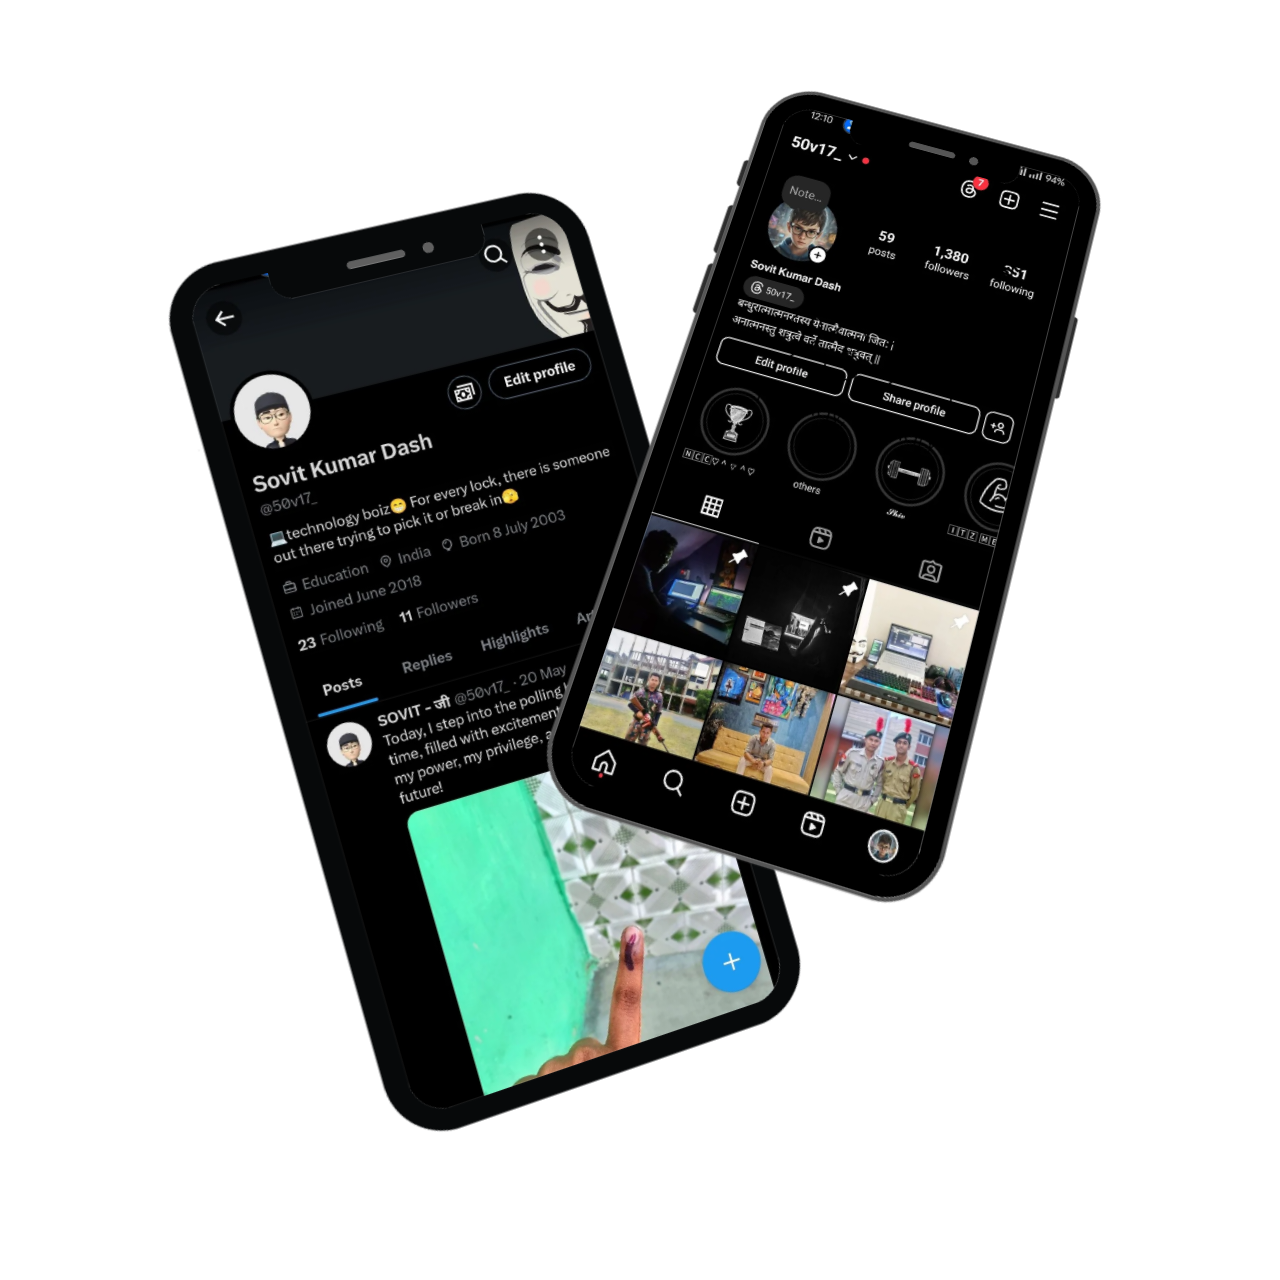 Edit profile
Sovit Kumar Dash
@50v17_
💻technology boiz😁 For every lock, there is someone
out there trying to pick it or break in🫣
Education India Born 8 July 2003
Joined June 2018
23 Following 11 Followers
Posts Replies Highlights
SOVIT - जी @50v17_ · 20 May
Today, I step into the polling
time, filled with excitement
my power, my privilege,
future!
12:10
94%
50v17_
7
Note...
59
posts
1,380
followers
351
following
Sovit Kumar Dash
50v17_
बन्धुरात्मात्मनस्तस्य येनात्मैवात्मना जितः।
अनात्मनस्तु शत्रुत्वे वर्तेतात्मैव शत्रुवत्॥
Edit profile
Share profile
🄽🄲🄲♡^ ▿ ^♡
others
𝓢𝓱𝓲𝓿
🄸🅃🅉 🄼🄴